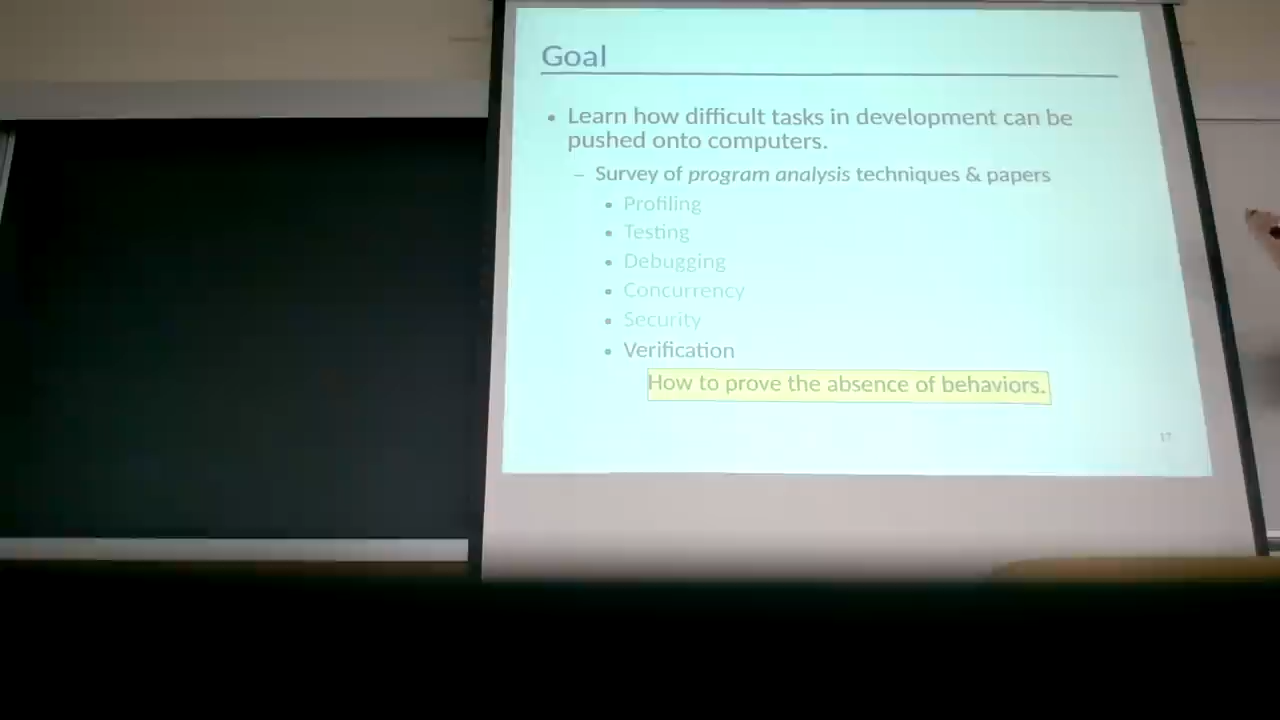 Goal
• Learn how difficult tasks in development can be
pushed onto computers.
– Survey of program analysis techniques & papers
• Profiling
• Testing
• Debugging
• Concurrency
• Security
• Verification
How to prove the absence of behaviors.
17